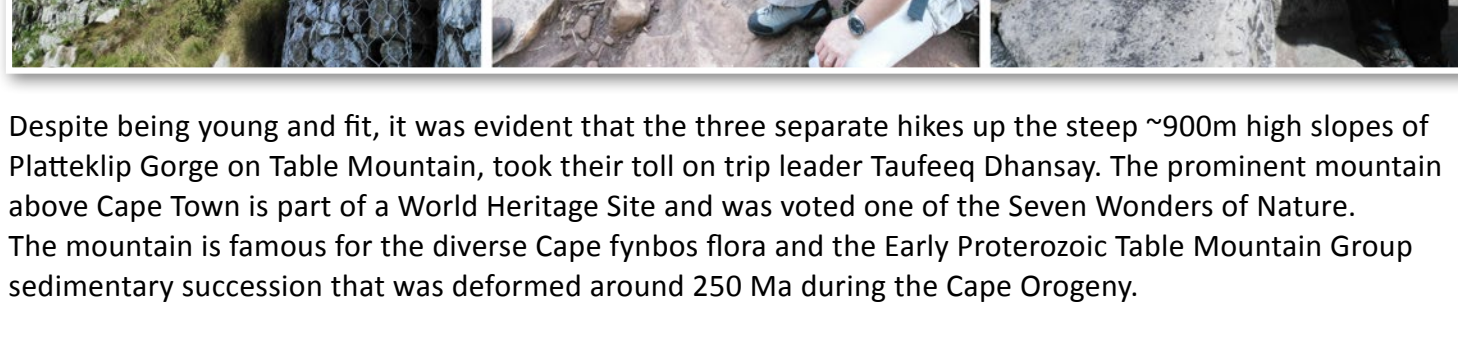 Despite being young and fit, it was evident that the three separate hikes up the steep ~900m high slopes of
Platteklip Gorge on Table Mountain, took their toll on trip leader Taufeeq Dhansay. The prominent mountain
above Cape Town is part of a World Heritage Site and was voted one of the Seven Wonders of Nature.
The mountain is famous for the diverse Cape fynbos flora and the Early Proterozoic Table Mountain Group
sedimentary succession that was deformed around 250 Ma during the Cape Orogeny.